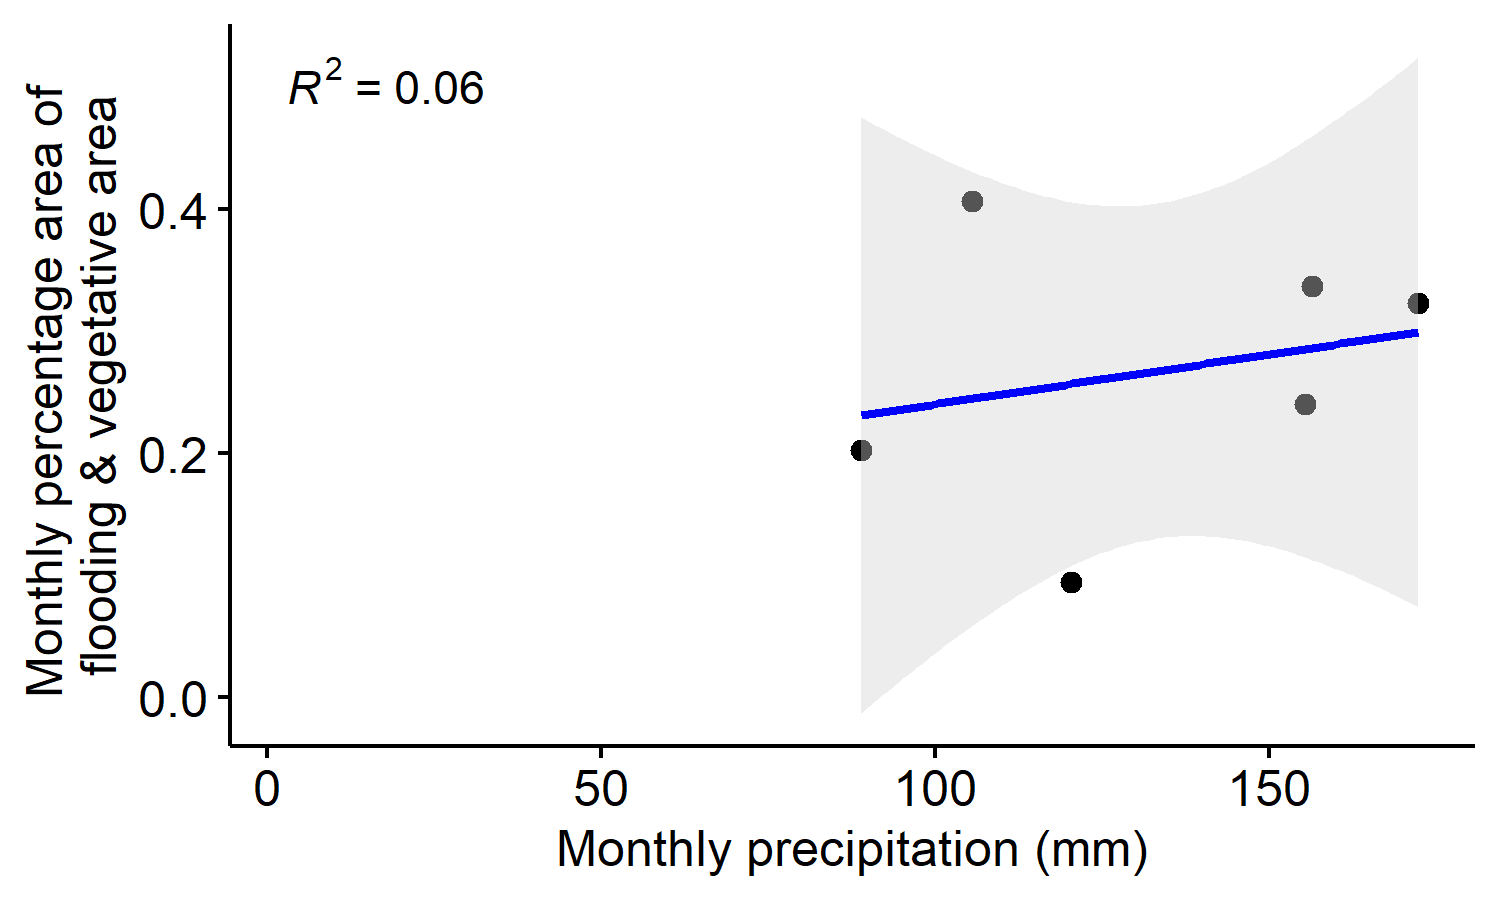 R² = 0.06
Monthly percentage area of
flooding & vegetative area
0.4
0.2
0.0
0 50 100 150
Monthly precipitation (mm)